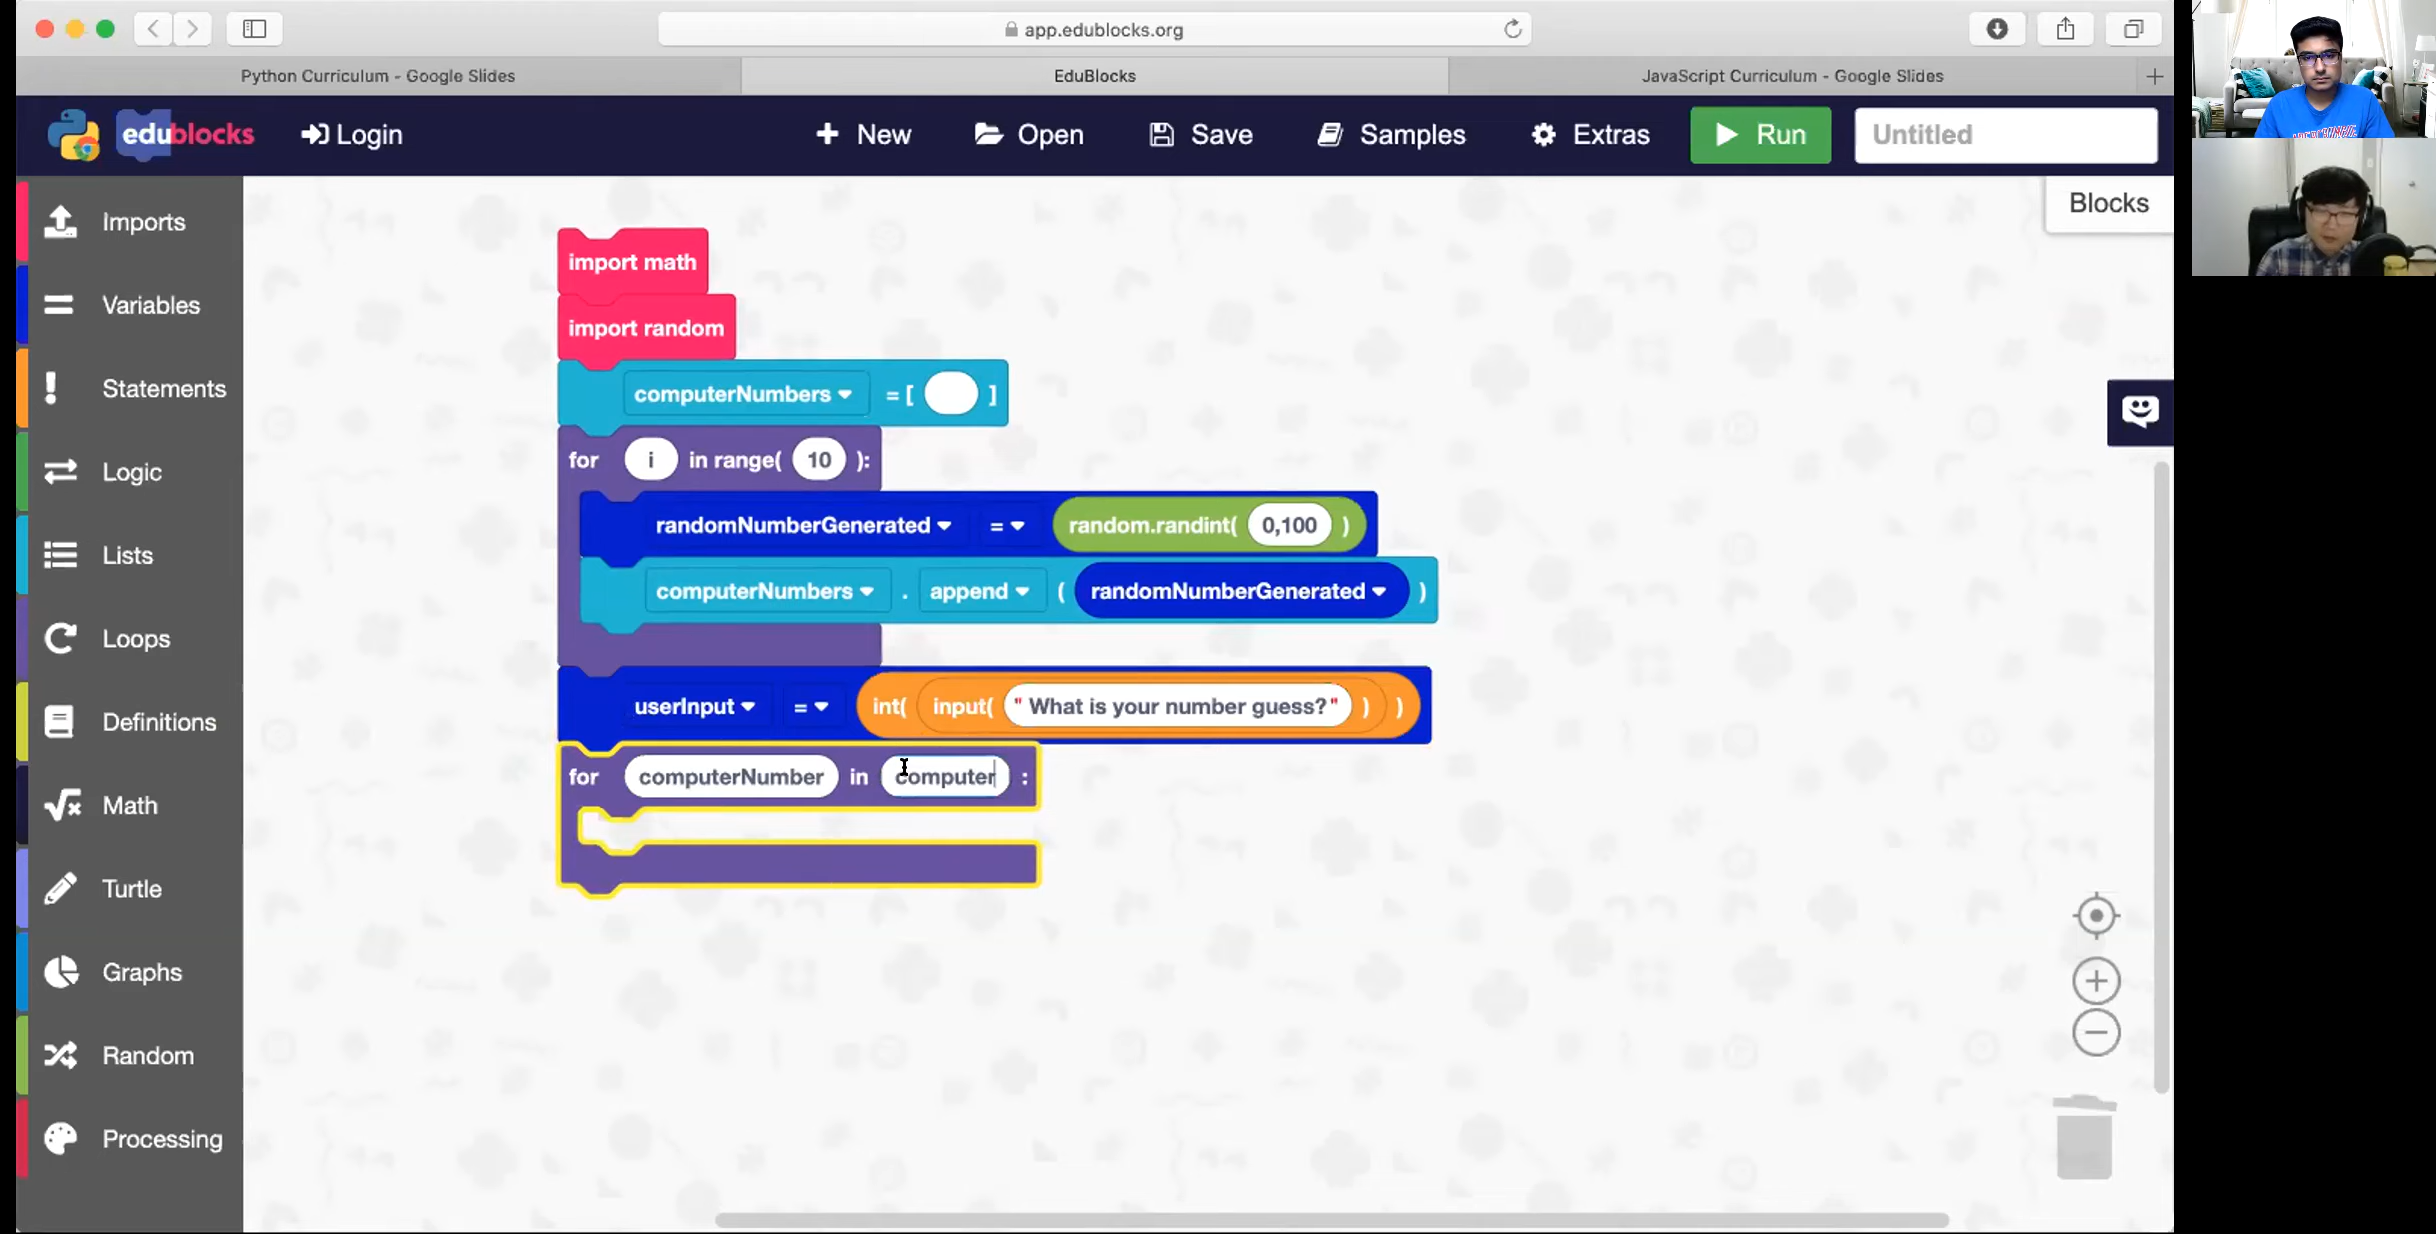 app.edublocks.org
Python Curriculum - Google Slides
EduBlocks
JavaScript Curriculum - Google Slides
edublocks
Login
New
Open
Save
Samples
Extras
Run
Untitled
Blocks
Imports
Variables
Statements
Logic
Lists
Loops
Definitions
Math
Turtle
Graphs
Random
Processing
import math
import random
computerNumbers = [ ]
for i in range( 10 ):
randomNumberGenerated = random.randint( 0,100 )
computerNumbers . append ( randomNumberGenerated )
userInput = int( input( " What is your number guess?" ) )
for computerNumber in computer :